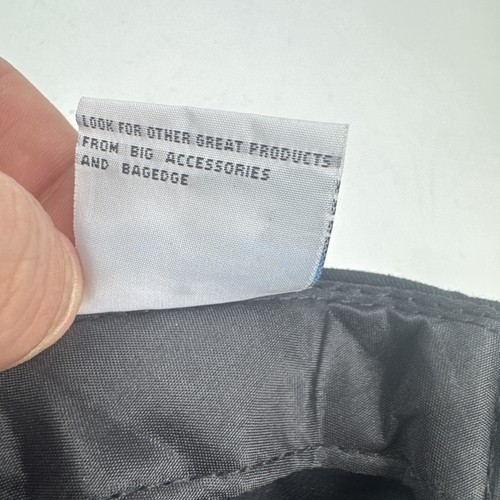 LOOK FOR OTHER GREAT PRODUCTS
FROM BIG ACCESSORIES
AND BAGEDGE